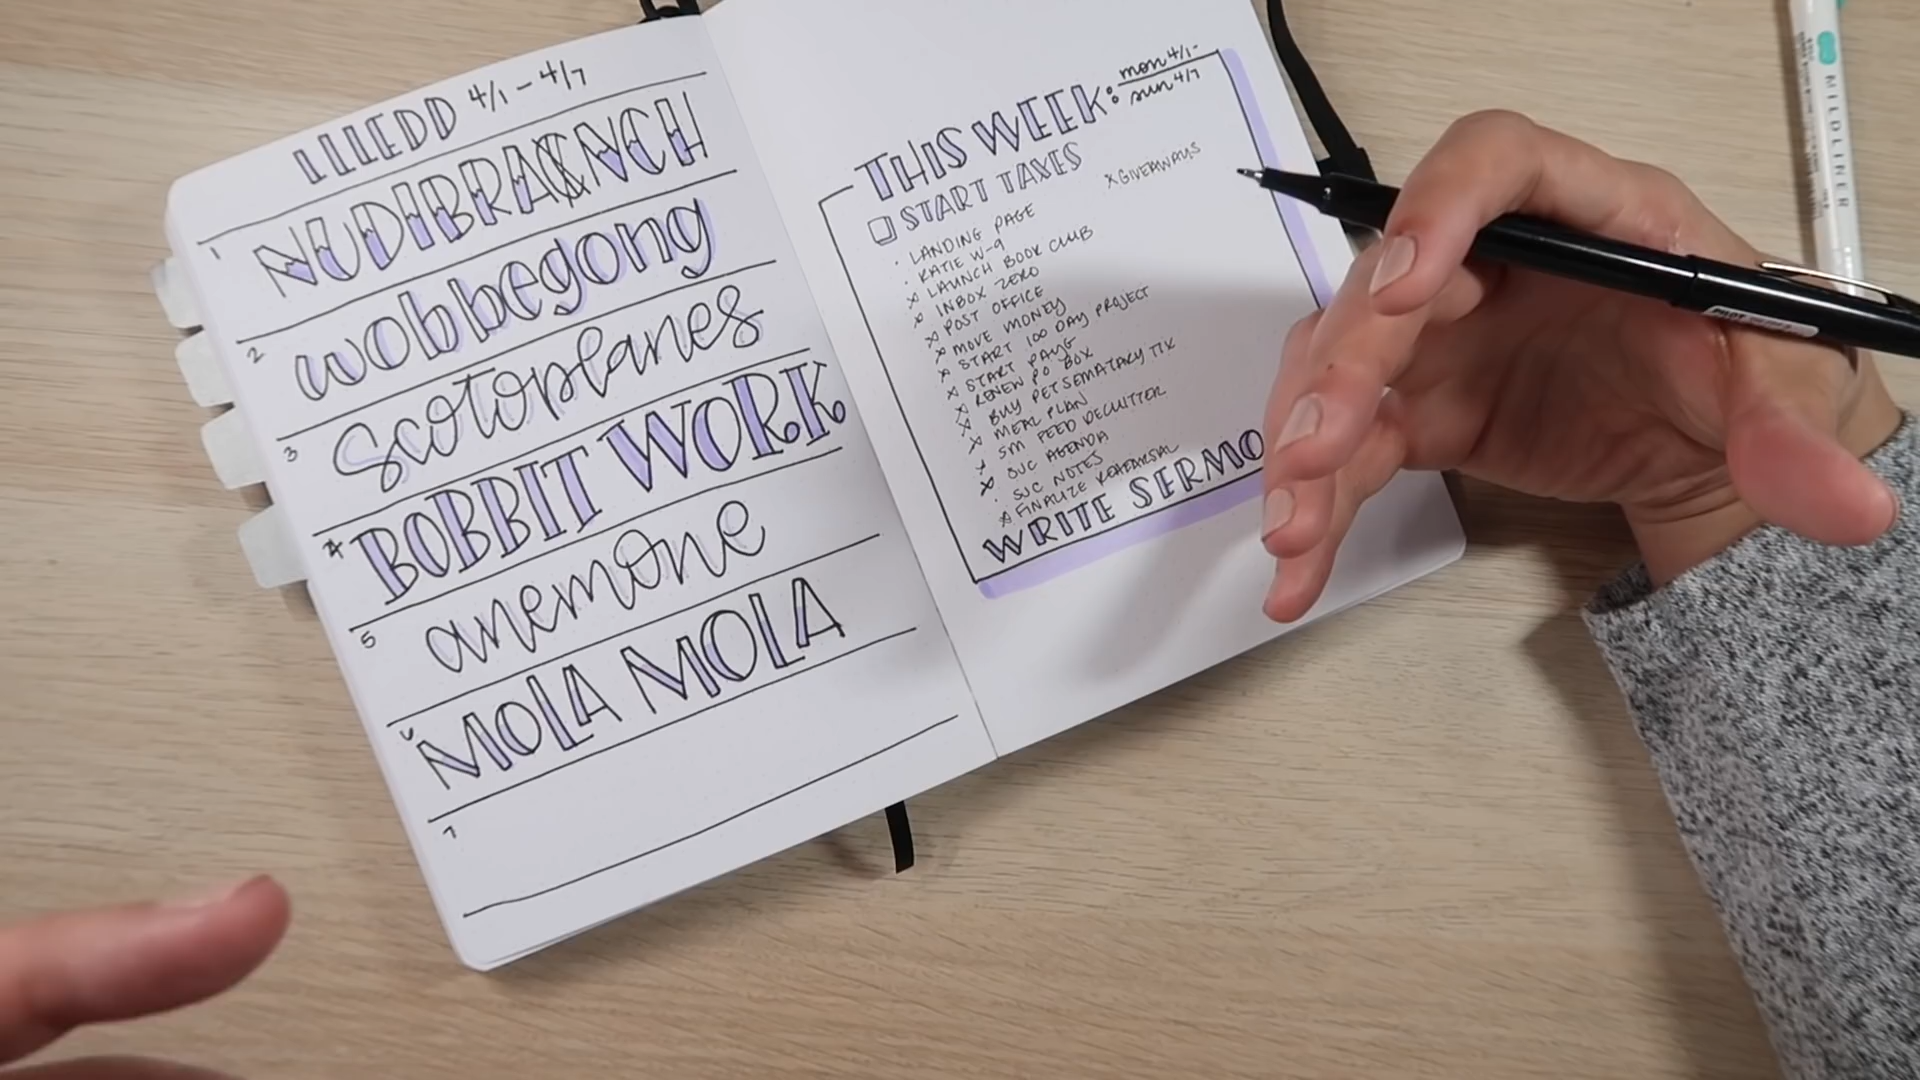 LLLEDD 4/1 - 4/7
1 NUDIBRANCH
2 wobbegong
3 scotoplanes
4 BOBBIT WORK
5 anemone
6 MOLA MOLA
7
THIS WEEK: mon 4/1 - sun 4/7
START TAXES
x GIVEAWAYS
· LANDING PAGE
· KATIE W-9
x LAUNCH BOOK CLUB
x INBOX ZERO
x POST OFFICE
x MOVE MONEY
x START 100 DAY PROJECT
x START PAYG
x RENEW PO BOX
x BUY PET SEMATARY TIX
x MEAL PLAN
x SM FEED DECLUTTER
x SJC AGENDA
· SJC NOTES
x FINALIZE REHEARSAL
WRITE SERMO
MILDLINER
PILOT